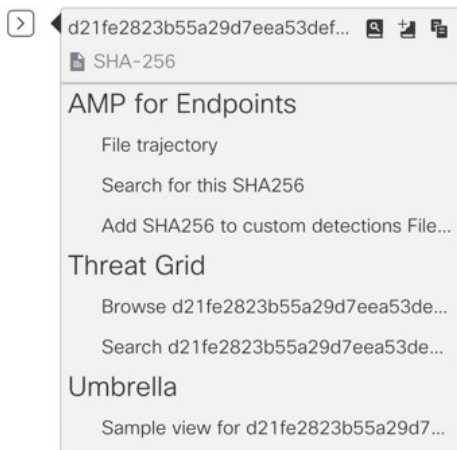 d21fe2823b55a29d7eea53def...
SHA-256
AMP for Endpoints
File trajectory
Search for this SHA256
Add SHA256 to custom detections File...
Threat Grid
Browse d21fe2823b55a29d7eea53de...
Search d21fe2823b55a29d7eea53de...
Umbrella
Sample view for d21fe2823b55a29d7...